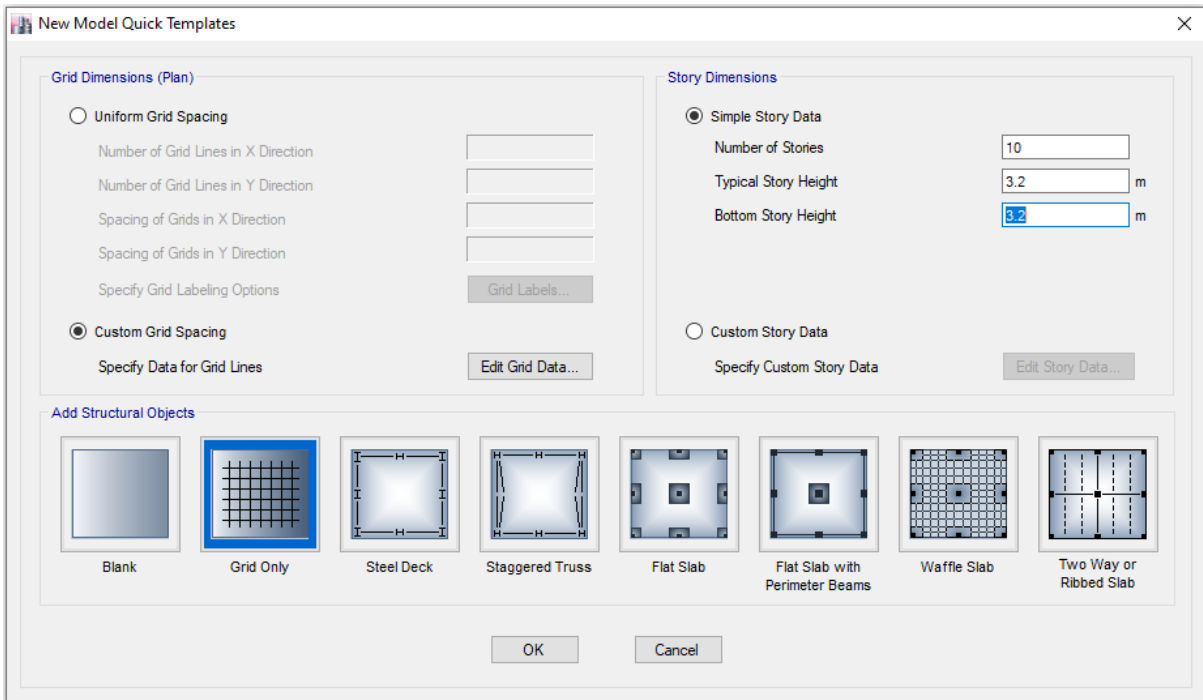 New Model Quick Templates
Grid Dimensions (Plan)
Uniform Grid Spacing
Number of Grid Lines in X Direction
Number of Grid Lines in Y Direction
Spacing of Grids in X Direction
Spacing of Grids in Y Direction
Specify Grid Labeling Options
Grid Labels...
Custom Grid Spacing
Specify Data for Grid Lines
Edit Grid Data...
Story Dimensions
Simple Story Data
Number of Stories
10
Typical Story Height
3.2
m
Bottom Story Height
3.2
m
Custom Story Data
Specify Custom Story Data
Edit Story Data...
Add Structural Objects
Blank
Grid Only
Steel Deck
Staggered Truss
Flat Slab
Flat Slab with
Perimeter Beams
Waffle Slab
Two Way or
Ribbed Slab
OK
Cancel